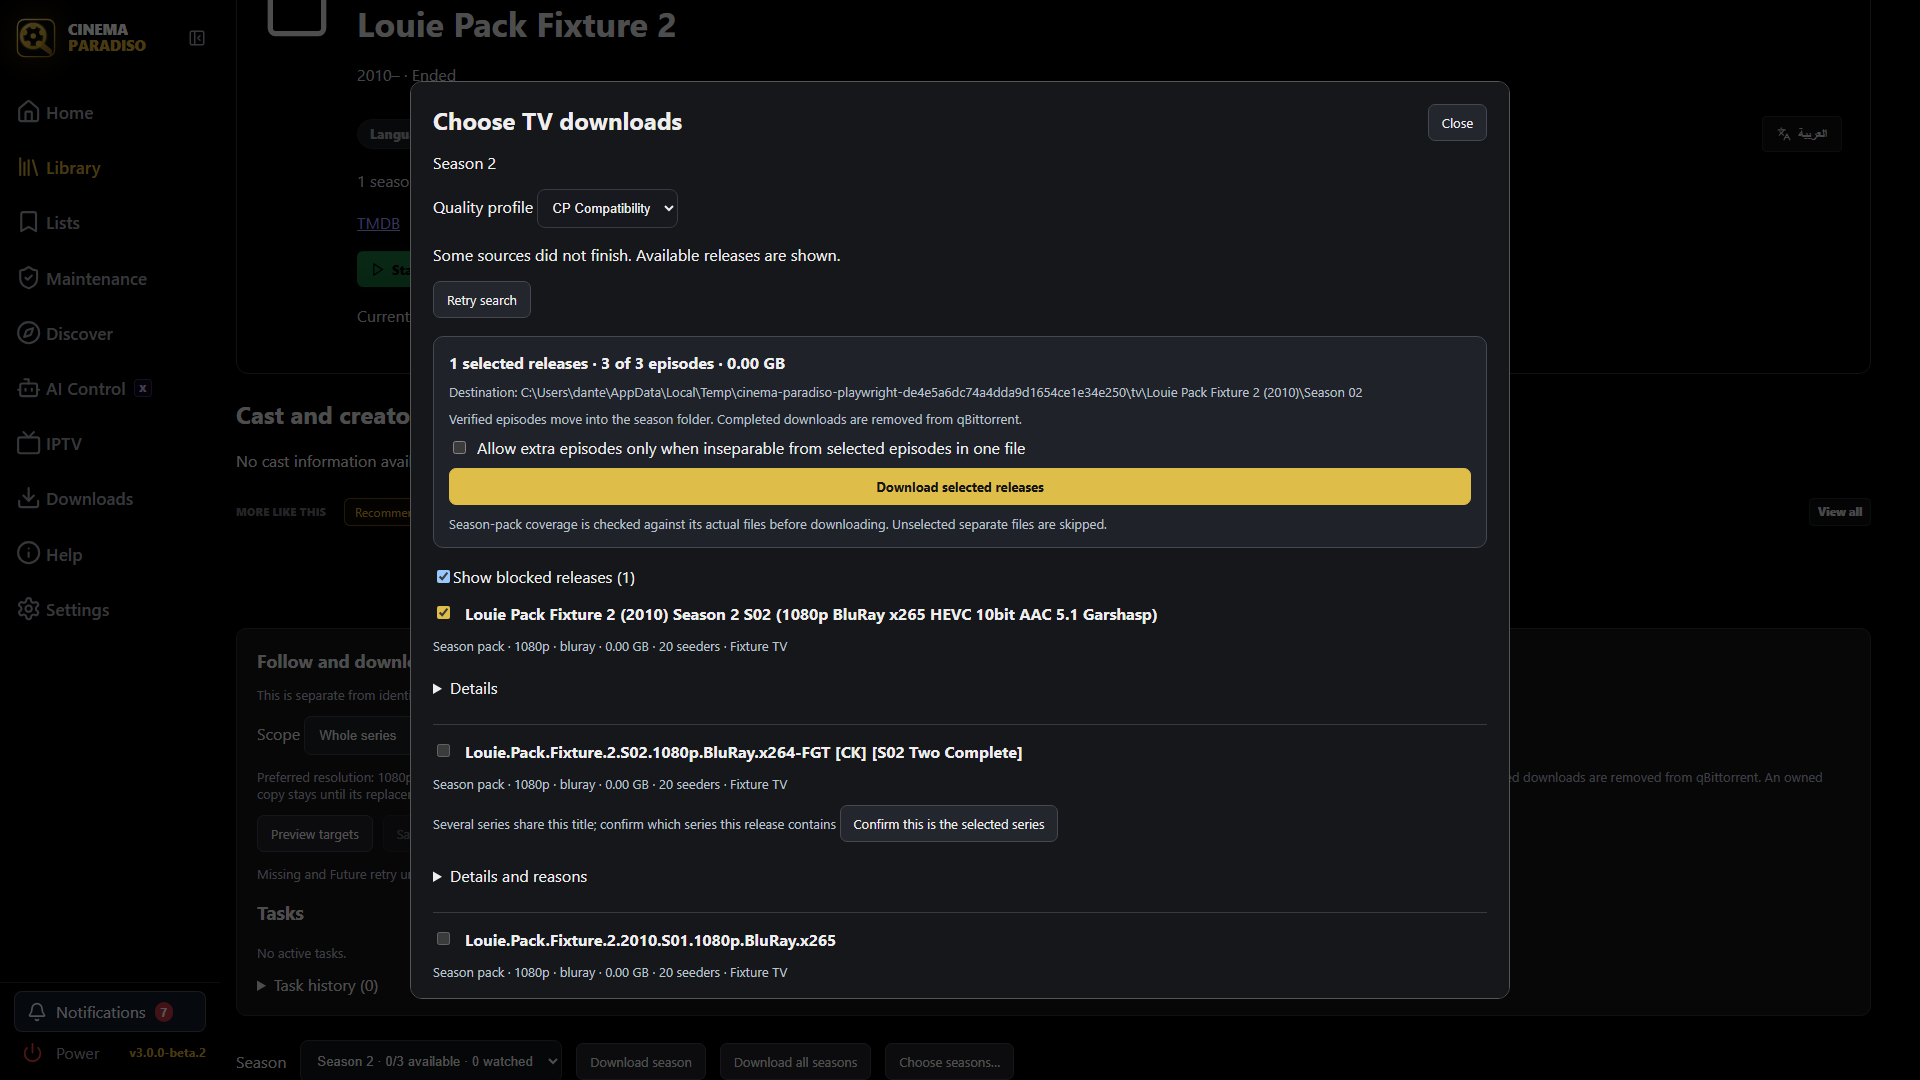 CINEMA
PARADISO
Home
Library
Lists
Maintenance
Discover
AI Control x
IPTV
Downloads
Help
Settings
Notifications 7
Power v3.0.0-beta.2
Louie Pack Fixture 2
2010– · Ended
Langu
العربية
1 seaso
TMDB
Sta
Current
Cast and creato
No cast information avai
MORE LIKE THIS
Recommen
View all
Follow and downl
This is separate from identi
Scope Whole series
Preferred resolution: 1080p
d downloads are removed from qBittorrent. An owned
copy stays until its replacem
Preview targets
Sa
Missing and Future retry u
Tasks
No active tasks.
Task history (0)
Season Season 2 · 0/3 available · 0 watched
Download season
Download all seasons
Choose seasons...
Choose TV downloads
Close
Season 2
Quality profile CP Compatibility
Some sources did not finish. Available releases are shown.
Retry search
1 selected releases · 3 of 3 episodes · 0.00 GB
Destination: C:\Users\dante\AppData\Local\Temp\cinema-paradiso-playwright-de4e5a6dc74a4dda9d1654ce1e34e250\tv\Louie Pack Fixture 2 (2010)\Season 02
Verified episodes move into the season folder. Completed downloads are removed from qBittorrent.
Allow extra episodes only when inseparable from selected episodes in one file
Download selected releases
Season-pack coverage is checked against its actual files before downloading. Unselected separate files are skipped.
Show blocked releases (1)
Louie Pack Fixture 2 (2010) Season 2 S02 (1080p BluRay x265 HEVC 10bit AAC 5.1 Garshasp)
Season pack · 1080p · bluray · 0.00 GB · 20 seeders · Fixture TV
Details
Louie.Pack.Fixture.2.S02.1080p.BluRay.x264-FGT [CK] [S02 Two Complete]
Season pack · 1080p · bluray · 0.00 GB · 20 seeders · Fixture TV
Several series share this title; confirm which series this release contains
Confirm this is the selected series
Details and reasons
Louie.Pack.Fixture.2.2010.S01.1080p.BluRay.x265
Season pack · 1080p · bluray · 0.00 GB · 20 seeders · Fixture TV